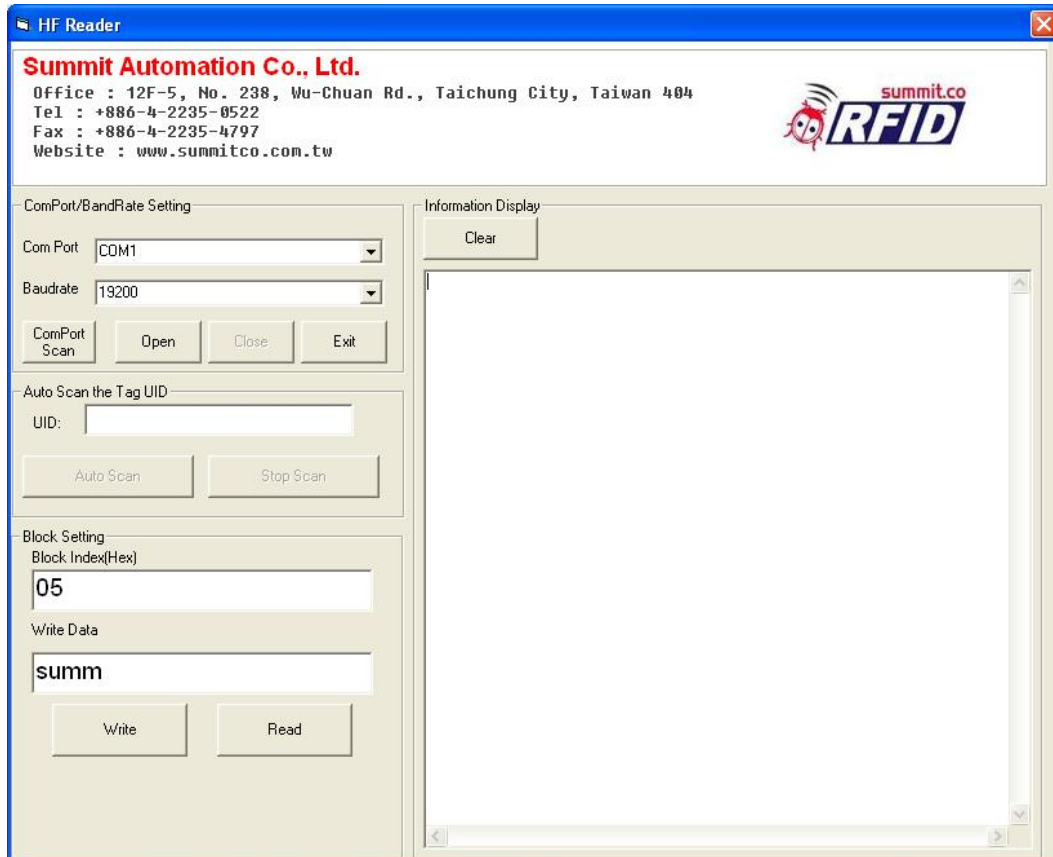 HF Reader
Summit Automation Co., Ltd.
Office : 12F-5, No. 238, Wu-Chuan Rd., Taichung City, Taiwan 404
Tel : +886-4-2235-0522
Fax : +886-4-2235-4797
Website : www.summitco.com.tw
summit.co
RFID
ComPort/BandRate Setting
Com Port COM1
Baudrate 19200
ComPort
Scan
Open Close Exit
Auto Scan the Tag UID
UID:
Auto Scan Stop Scan
Block Setting
Block Index(Hex)
05
Write Data
summ
Write Read
Information Display
Clear